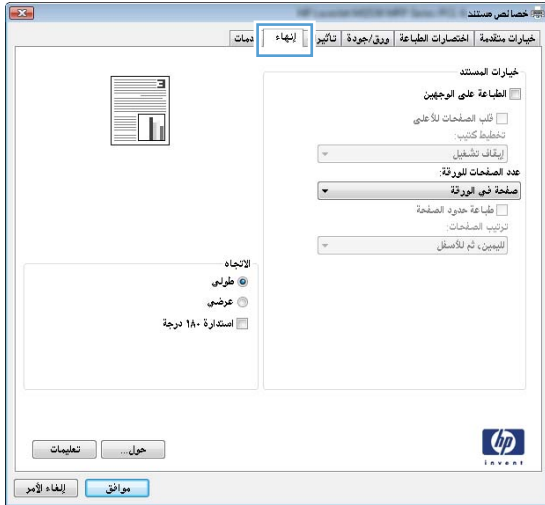 خصائص مستند
خيارات متقدمة
اختصارات الطباعة
ورق/جودة
تأثير
إنهاء
دمات
خيارات المستند
الطباعة على الوجهين
قلب الصفحات للأعلى
تخطيط كتيب:
إيقاف تشغيل
عدد الصفحات للورقة:
صفحة في الورقة
طباعة حدود الصفحة
ترتيب الصفحات:
لليمين، ثم للأسفل
الاتجاه
طولي
عرضي
استدارة ١٨٠ درجة
حول...
تعليمات
hp
invent
موافق
إلغاء الأمر